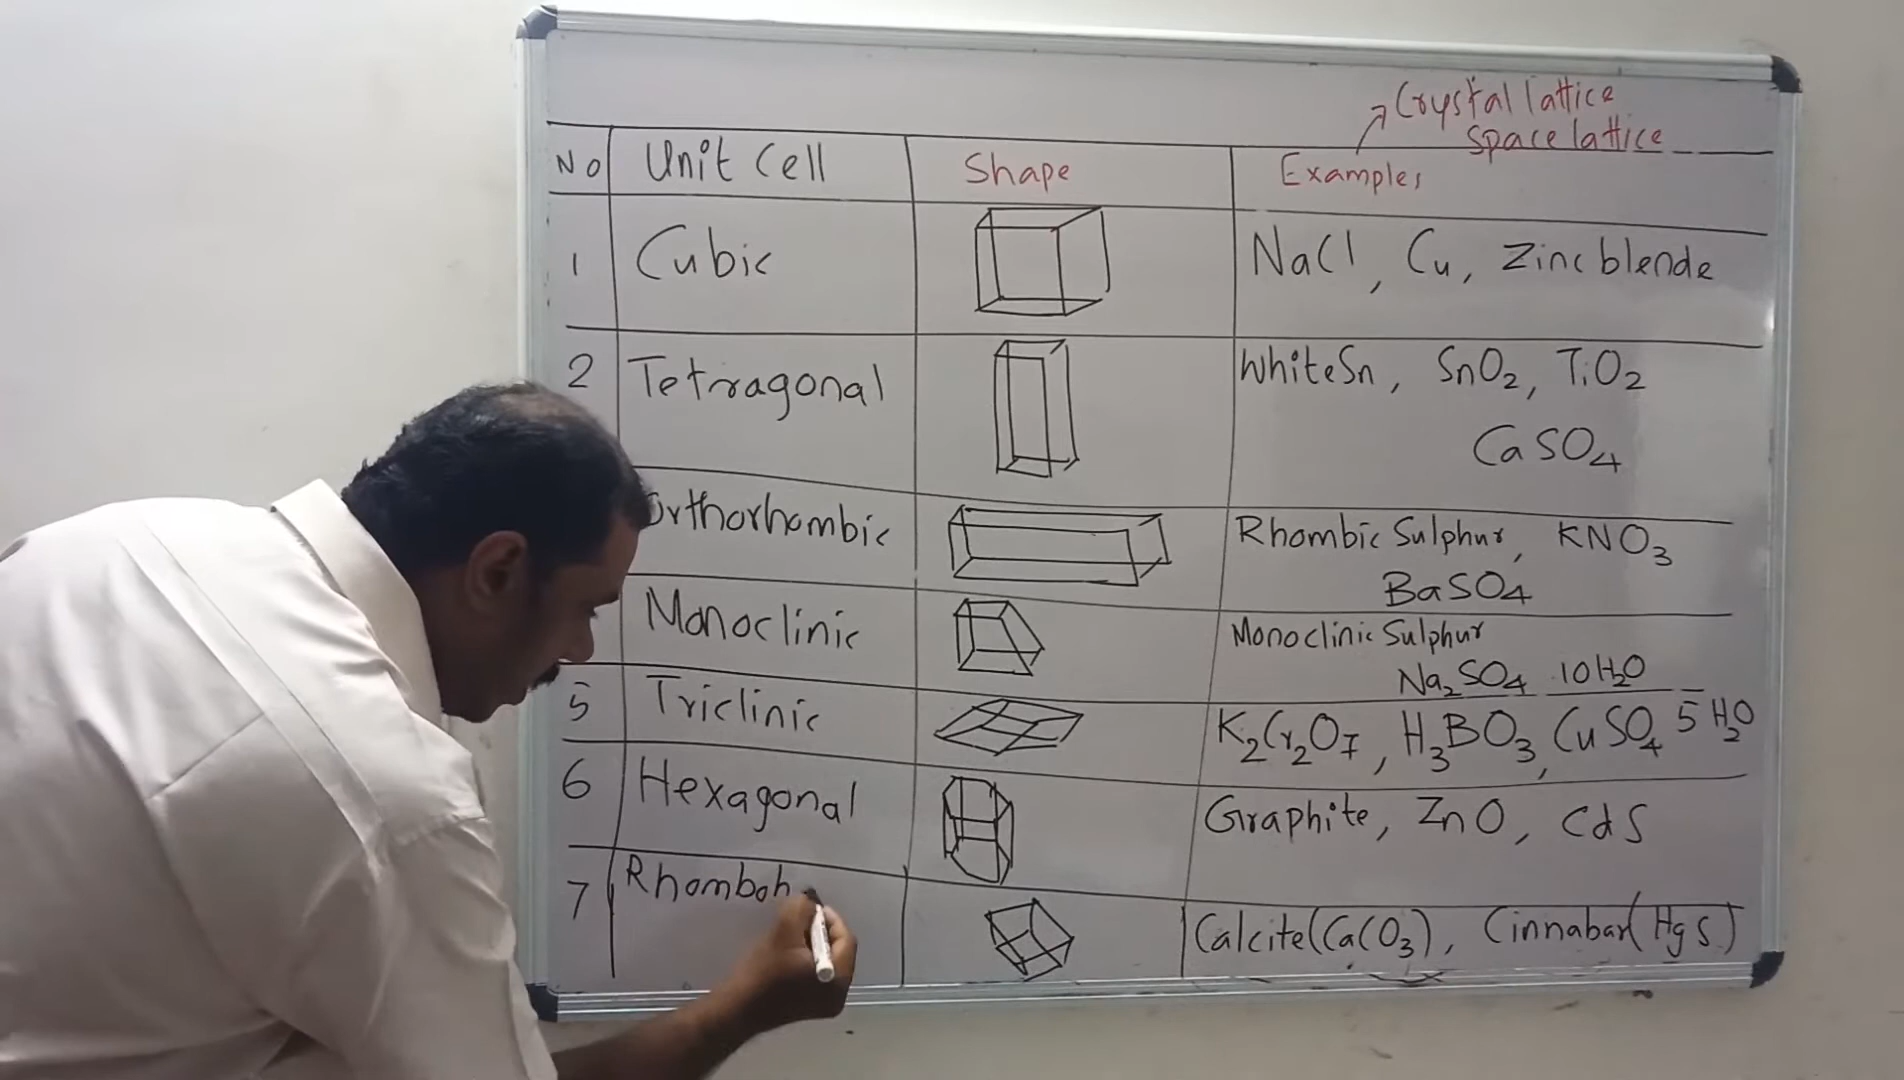 Crystal lattice
Space lattice
No Unit Cell Shape Examples
1 Cubic NaCl, Cu, Zinc blende
2 Tetragonal White Sn, SnO2, TiO2
CaSO4
Orthorhombic Rhombic Sulphur, KNO3
BaSO4
Monoclinic Monoclinic Sulphur
Na2SO4 .10H2O
5 Triclinic K2Cr2O7, H3BO3, CuSO4 5H2O
6 Hexagonal Graphite, ZnO, CdS
7 Rhomboh Calcite(CaCO3), Cinnabar(HgS)